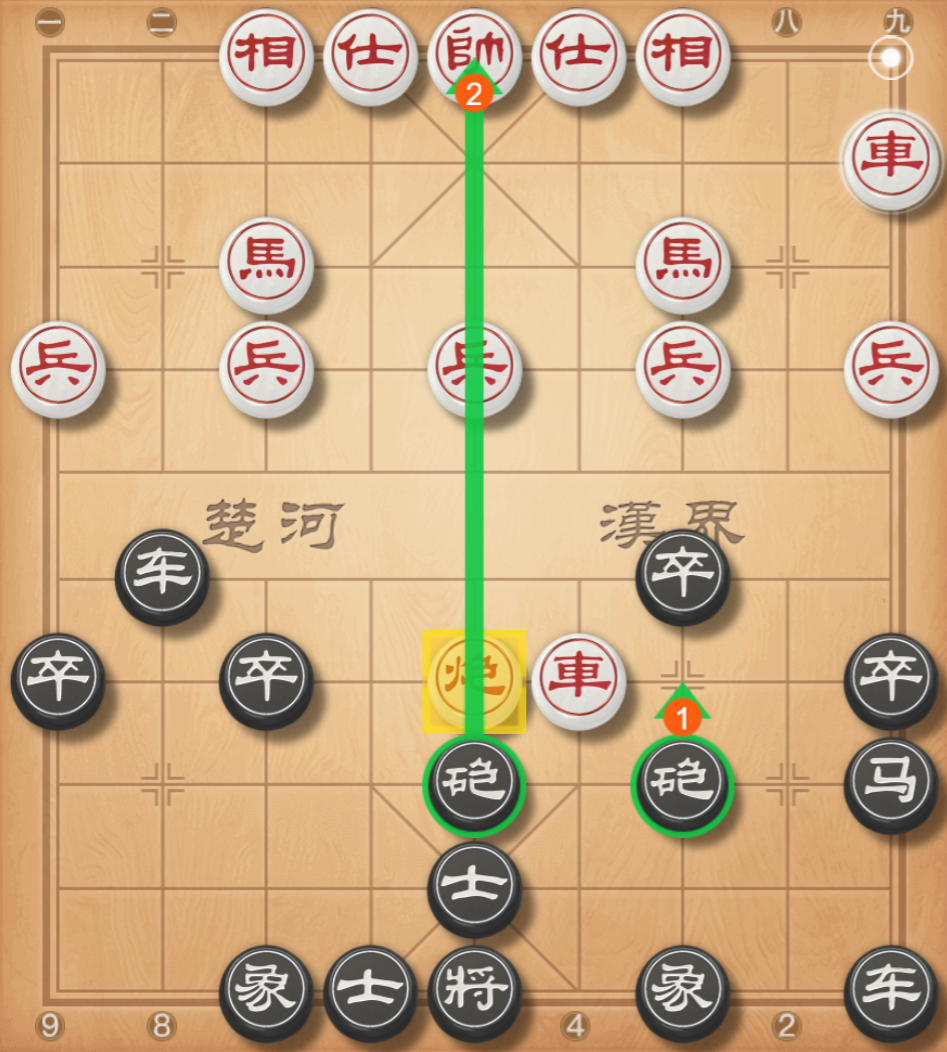 一 二 八 九
相 仕 帥 仕 相
2
車
馬 馬
兵 兵 兵 兵 兵
楚 河 漢 界
车 卒
卒 卒 炮 車 卒
1
砲 砲 马
士
象 士 将 象 车
9 8 4 2